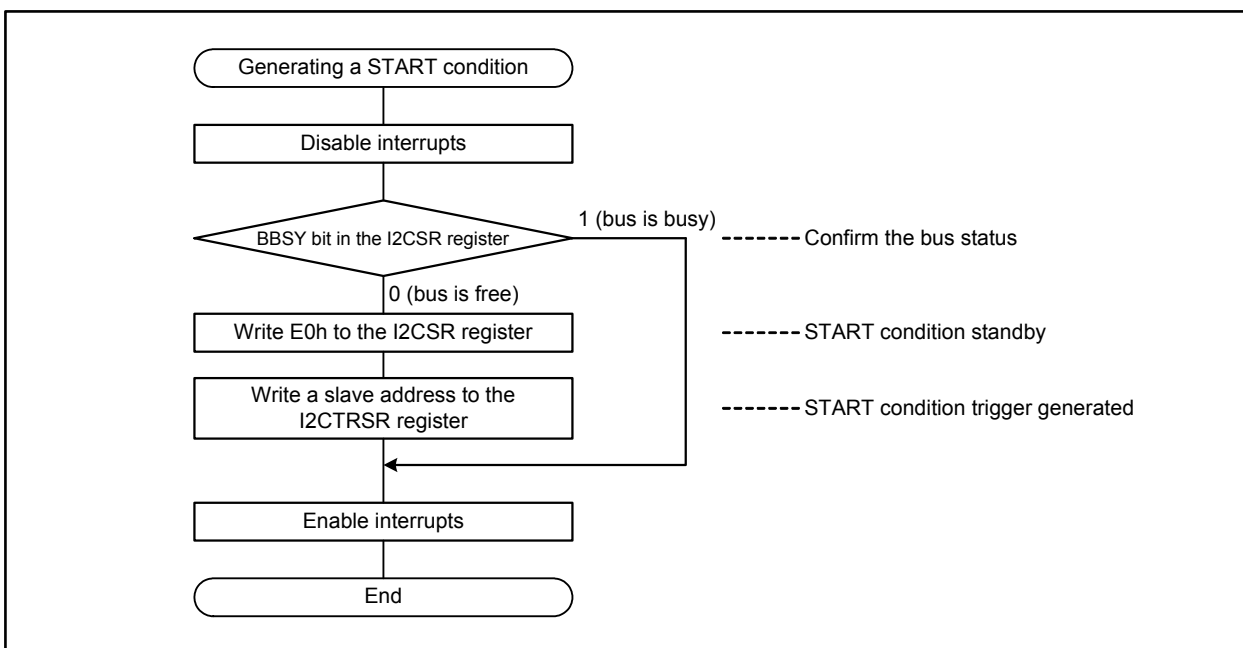 Generating a START condition
Disable interrupts
1 (bus is busy)
BBSY bit in the I2CSR register
Confirm the bus status
0 (bus is free)
Write E0h to the I2CSR register
START condition standby
Write a slave address to the
I2CTRSR register
START condition trigger generated
Enable interrupts
End